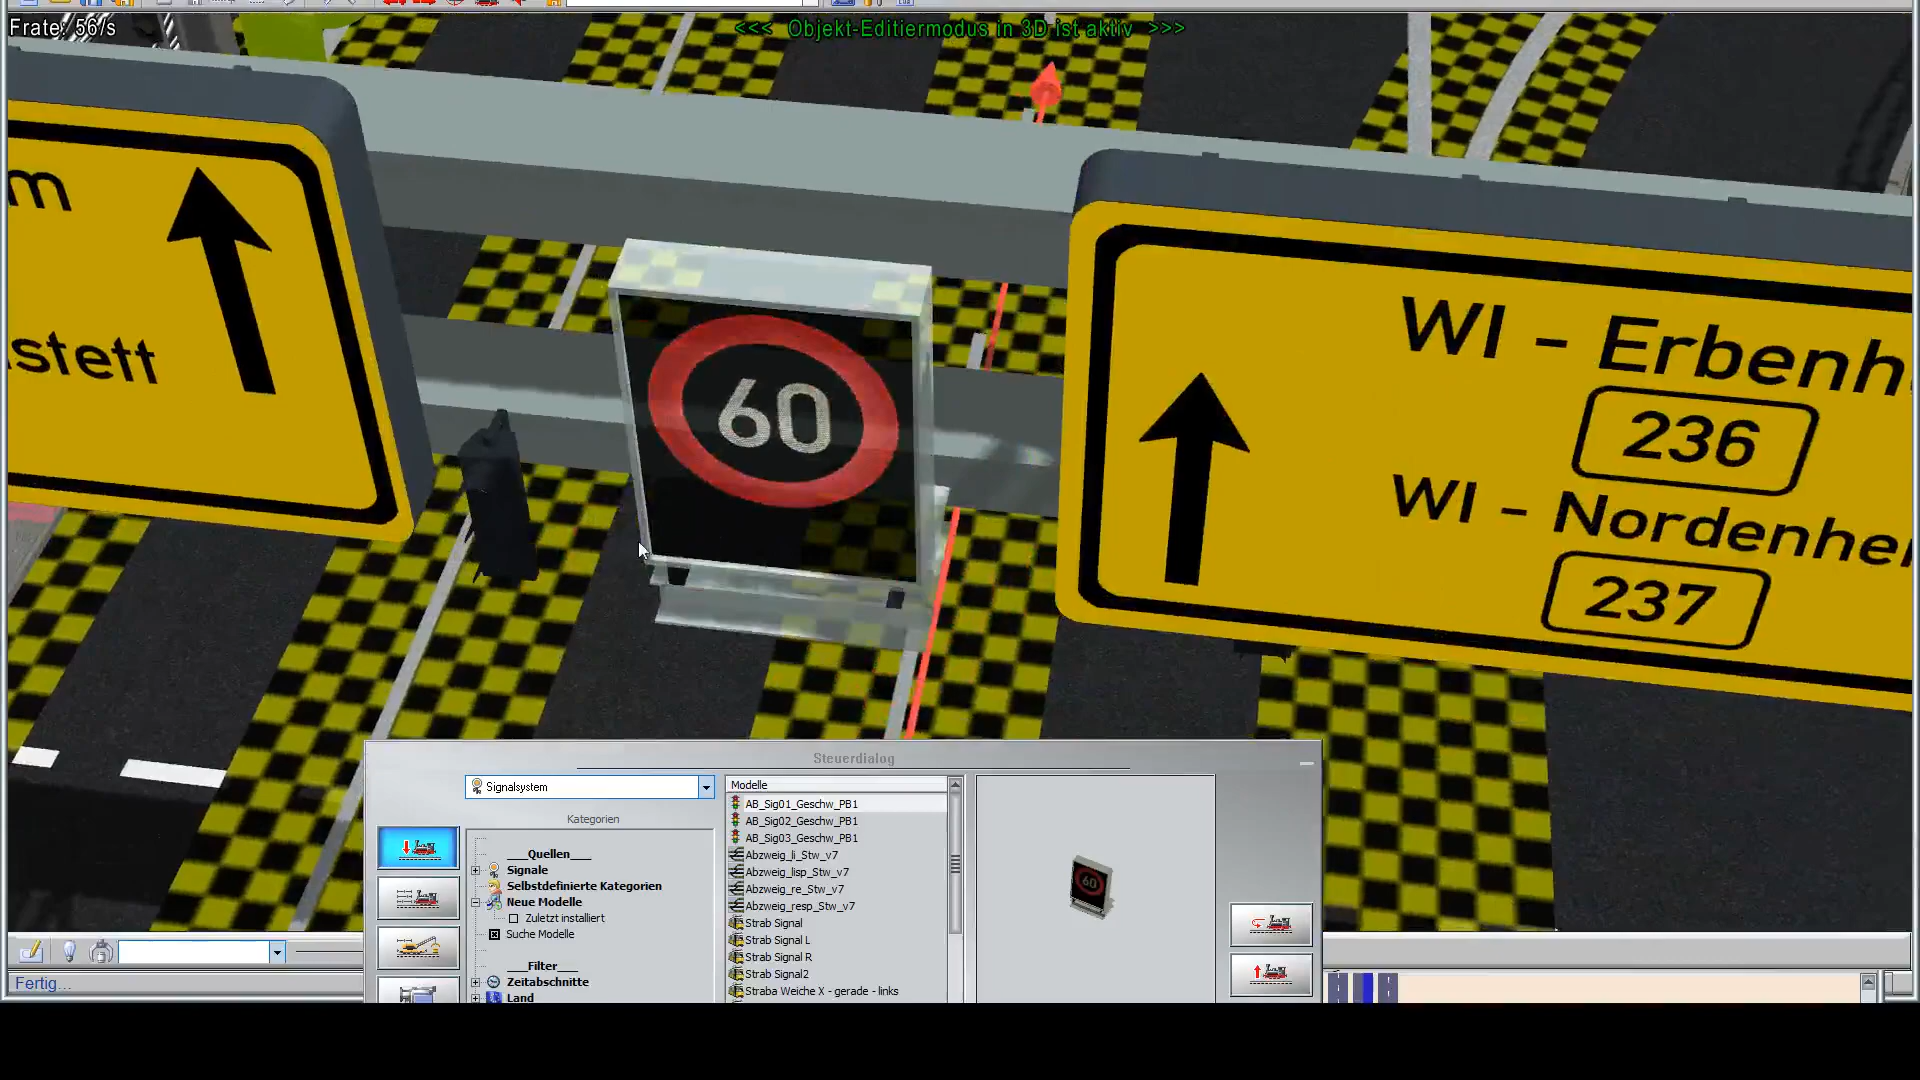 Frate: 56/s
<<< Objekt-Editiermodus in 3D ist aktiv >>>
m
stett
60
WI - Erbenh
236
WI - Nordenhe
237
Steuerdialog
Signalsystem
Kategorien
___Quellen___
Signale
Selbstdefinierte Kategorien
Neue Modelle
Zuletzt installiert
Suche Modelle
___Filter___
Zeitabschnitte
Land
Modelle
AB_Sig01_Geschw_PB1
AB_Sig02_Geschw_PB1
AB_Sig03_Geschw_PB1
Abzweig_li_Stw_v7
Abzweig_lisp_Stw_v7
Abzweig_re_Stw_v7
Abzweig_resp_Stw_v7
Strab Signal
Strab Signal L
Strab Signal R
Strab Signal2
Straba Weiche X - gerade - links
60
Fertig...